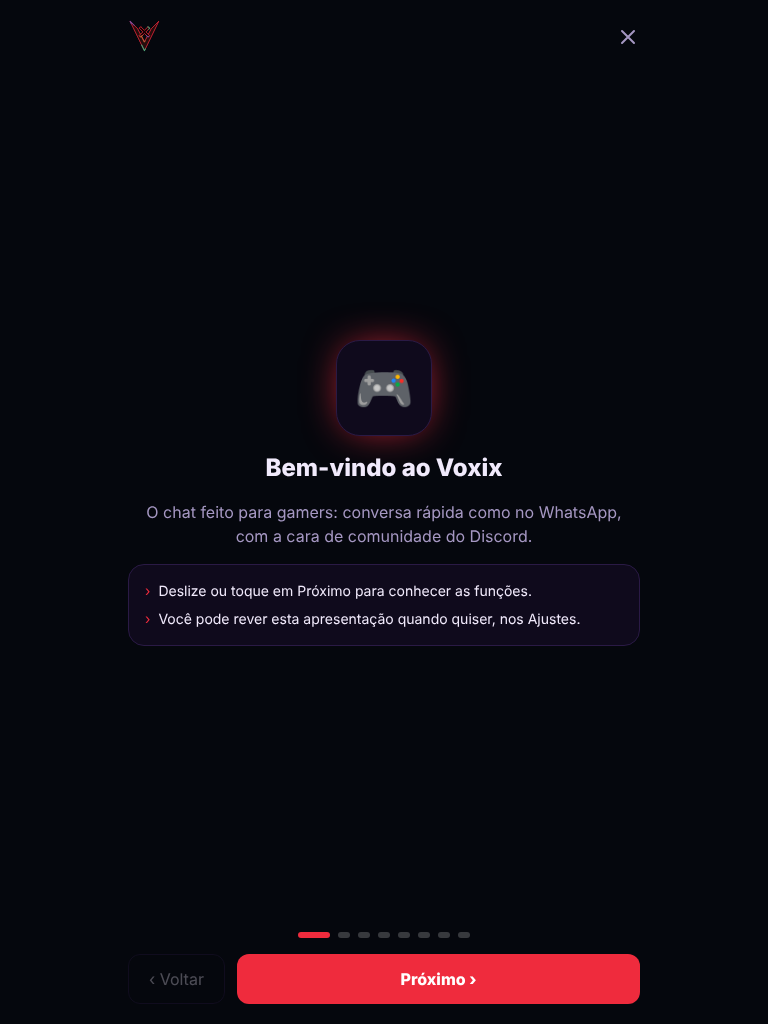 Bem-vindo ao Voxix
O chat feito para gamers: conversa rápida como no WhatsApp,
com a cara de comunidade do Discord.
› Deslize ou toque em Próximo para conhecer as funções.
› Você pode rever esta apresentação quando quiser, nos Ajustes.
‹ Voltar
Próximo ›